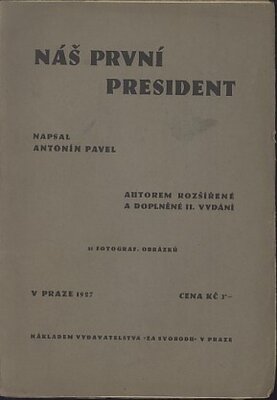 NÁŠ PRVNÍ
PRESIDENT
NAPSAL
ANTONÍN PAVEL
AUTOREM ROZŠÍŘENÉ
A DOPLNĚNÉ II. VYDÁNÍ
FOTOGRAF. OBRÁZKŮ
V PRAZE 1927
CENA KČ
NÁKLADEM VYDAVATELSTVA »ZA SVOBODU« V PRAZE